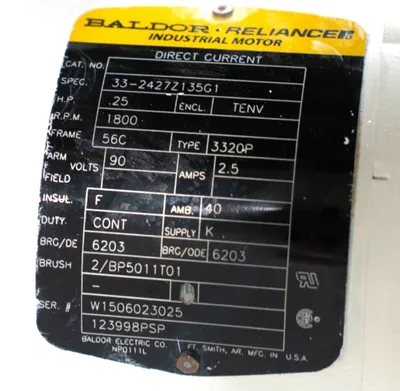 BALDOR · RELIANCER
INDUSTRIAL MOTOR
DIRECT CURRENT
CAT. NO.
SPEC. 33-2427Z135G1
H.P. .25 ENCL. TENV
R.P.M. 1800
FRAME 56C TYPE 3320P
ARM VOLTS 90 AMPS 2.5
FIELD
INSUL. F AMB. 40
DUTY CONT SUPPLY K
BRG/DE 6203 BRG/ODE 6203
BRUSH 2/BP5011T01
-
SER. # W1506023025
123998PSP
BALDOR ELECTRIC CO. FT. SMITH, AR. MFG. IN U.S.A.
NP0111L